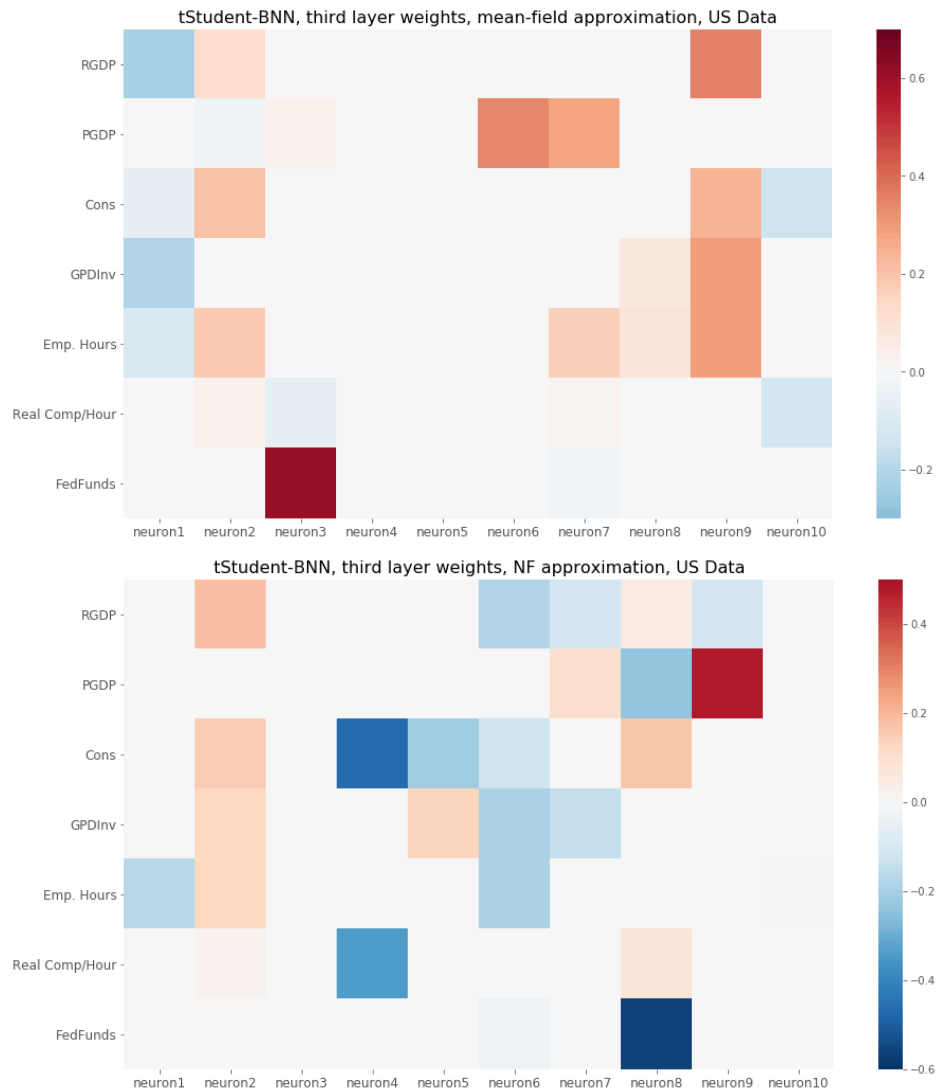 tStudent-BNN, third layer weights, mean-field approximation, US Data
RGDP
PGDP
Cons
GPDInv
Emp. Hours
Real Comp/Hour
FedFunds
neuron1 neuron2 neuron3 neuron4 neuron5 neuron6 neuron7 neuron8 neuron9 neuron10
0.6
0.4
0.2
0.0
−0.2
tStudent-BNN, third layer weights, NF approximation, US Data
RGDP
PGDP
Cons
GPDInv
Emp. Hours
Real Comp/Hour
FedFunds
neuron1 neuron2 neuron3 neuron4 neuron5 neuron6 neuron7 neuron8 neuron9 neuron10
0.4
0.2
0.0
−0.2
−0.4
−0.6